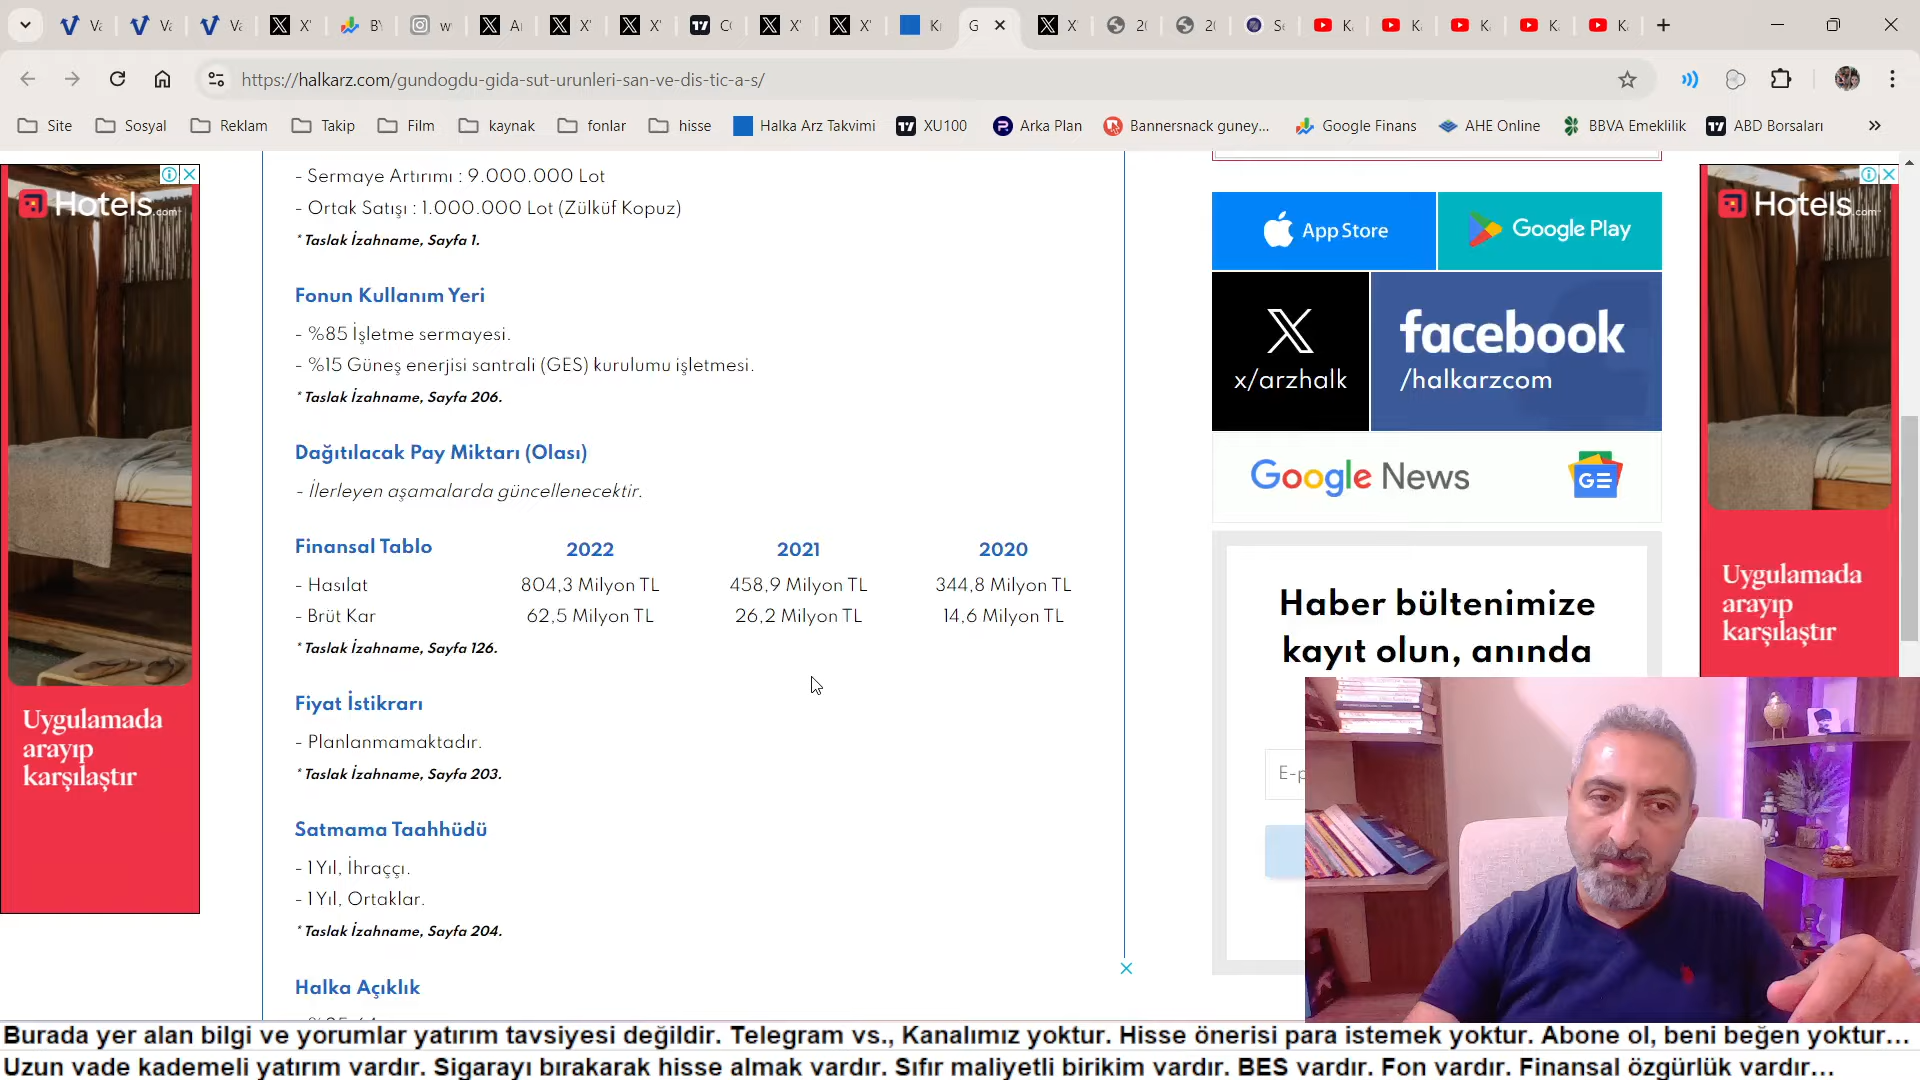 Va
Va
Va
X'
BY
w
A
X'
X'
CO
X'
X'
K
G
X'
20
20
Se
K
K
K
K
K
https://halkarz.com/gundogdu-gida-sut-urunleri-san-ve-dis-tic-a-s/
Site
Sosyal
Reklam
Takip
Film
kaynak
fonlar
hisse
Halka Arz Takvimi
XU100
Arka Plan
Bannersnack guney...
Google Finans
AHE Online
BBVA Emeklilik
ABD Borsaları
Hotels.com
Uygulamada
arayıp
karşılaştır
- Sermaye Artırımı : 9.000.000 Lot
- Ortak Satışı : 1.000.000 Lot (Zülküf Kopuz)
* Taslak İzahname, Sayfa 1.
Fonun Kullanım Yeri
- %85 İşletme sermayesi.
- %15 Güneş enerjisi santrali (GES) kurulumu işletmesi.
* Taslak İzahname, Sayfa 206.
Dağıtılacak Pay Miktarı (Olası)
- İlerleyen aşamalarda güncellenecektir.
Finansal Tablo 2022 2021 2020
- Hasılat 804,3 Milyon TL 458,9 Milyon TL 344,8 Milyon TL
- Brüt Kar 62,5 Milyon TL 26,2 Milyon TL 14,6 Milyon TL
* Taslak İzahname, Sayfa 126.
Fiyat İstikrarı
- Planlanmamaktadır.
* Taslak İzahname, Sayfa 203.
Satmama Taahhüdü
- 1 Yıl, İhraççı.
- 1 Yıl, Ortaklar.
* Taslak İzahname, Sayfa 204.
Halka Açıklık
App Store
Google Play
x/arzhalk
facebook
/halkarzcom
Google News
GE
Haber bültenimize
kayıt olun, anında
E-p
Hotels.com
Uygulamada
arayıp
karşılaştır
Burada yer alan bilgi ve yorumlar yatırım tavsiyesi değildir. Telegram vs., Kanalımız yoktur. Hisse önerisi para istemek yoktur. Abone ol, beni beğen yoktur...
Uzun vade kademeli yatırım vardır. Sigarayı bırakarak hisse almak vardır. Sıfır maliyetli birikim vardır. BES vardır. Fon vardır. Finansal özgürlük vardır...